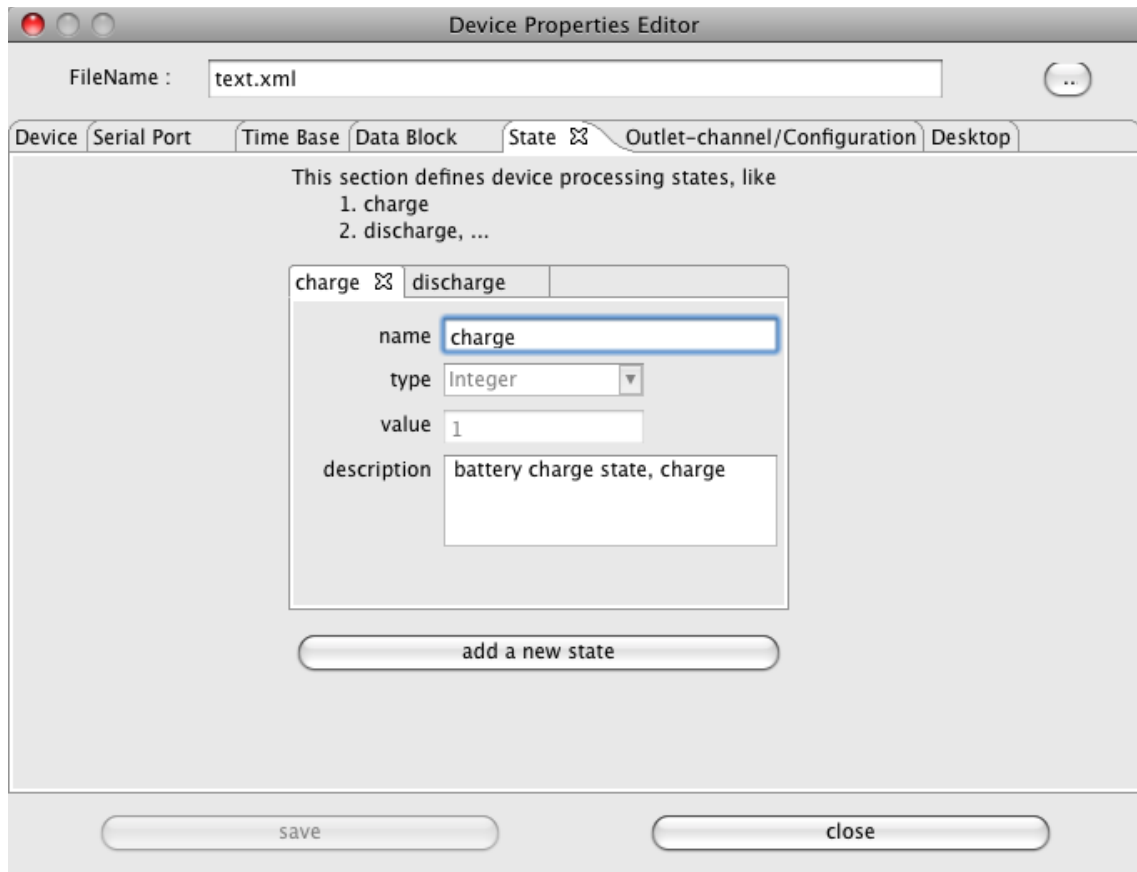 Device Properties Editor
FileName : text.xml ..
Device Serial Port Time Base Data Block State Outlet-channel/Configuration Desktop
This section defines device processing states, like
1. charge
2. discharge, ...
charge discharge
name charge
type Integer
value 1
description battery charge state, charge
add a new state
save close